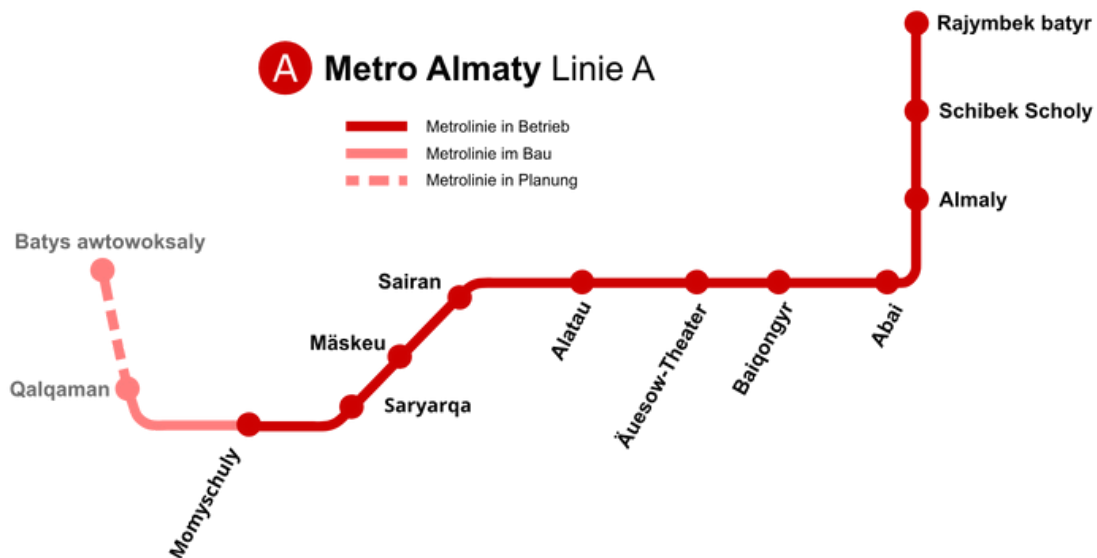 A Metro Almaty Linie A
Metrolinie in Betrieb
Metrolinie im Bau
Metrolinie in Planung
Rajymbek batyr
Schibek Scholy
Almaly
Abai
Baiqongyr
Äuesow-Theater
Alatau
Sairan
Mäskeu
Saryarqa
Momyschuly
Qalqaman
Batys awtowoksaly